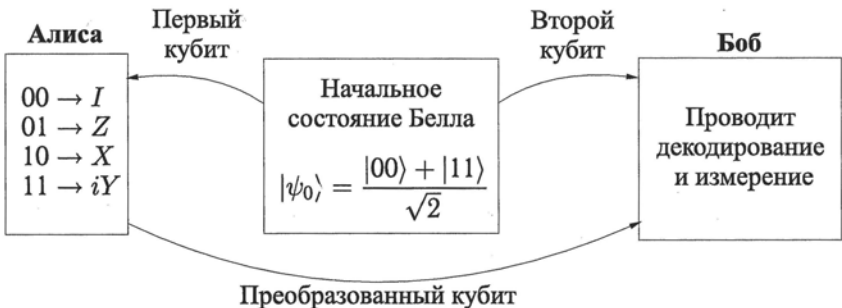 Алиса
00 → I
01 → Z
10 → X
11 → iY
Первый
кубит
Начальное
состояние Белла
|ψ₀⟩ = (|00⟩ + |11⟩) / √2
Второй
кубит
Боб
Проводит
декодирование
и измерение
Преобразованный кубит